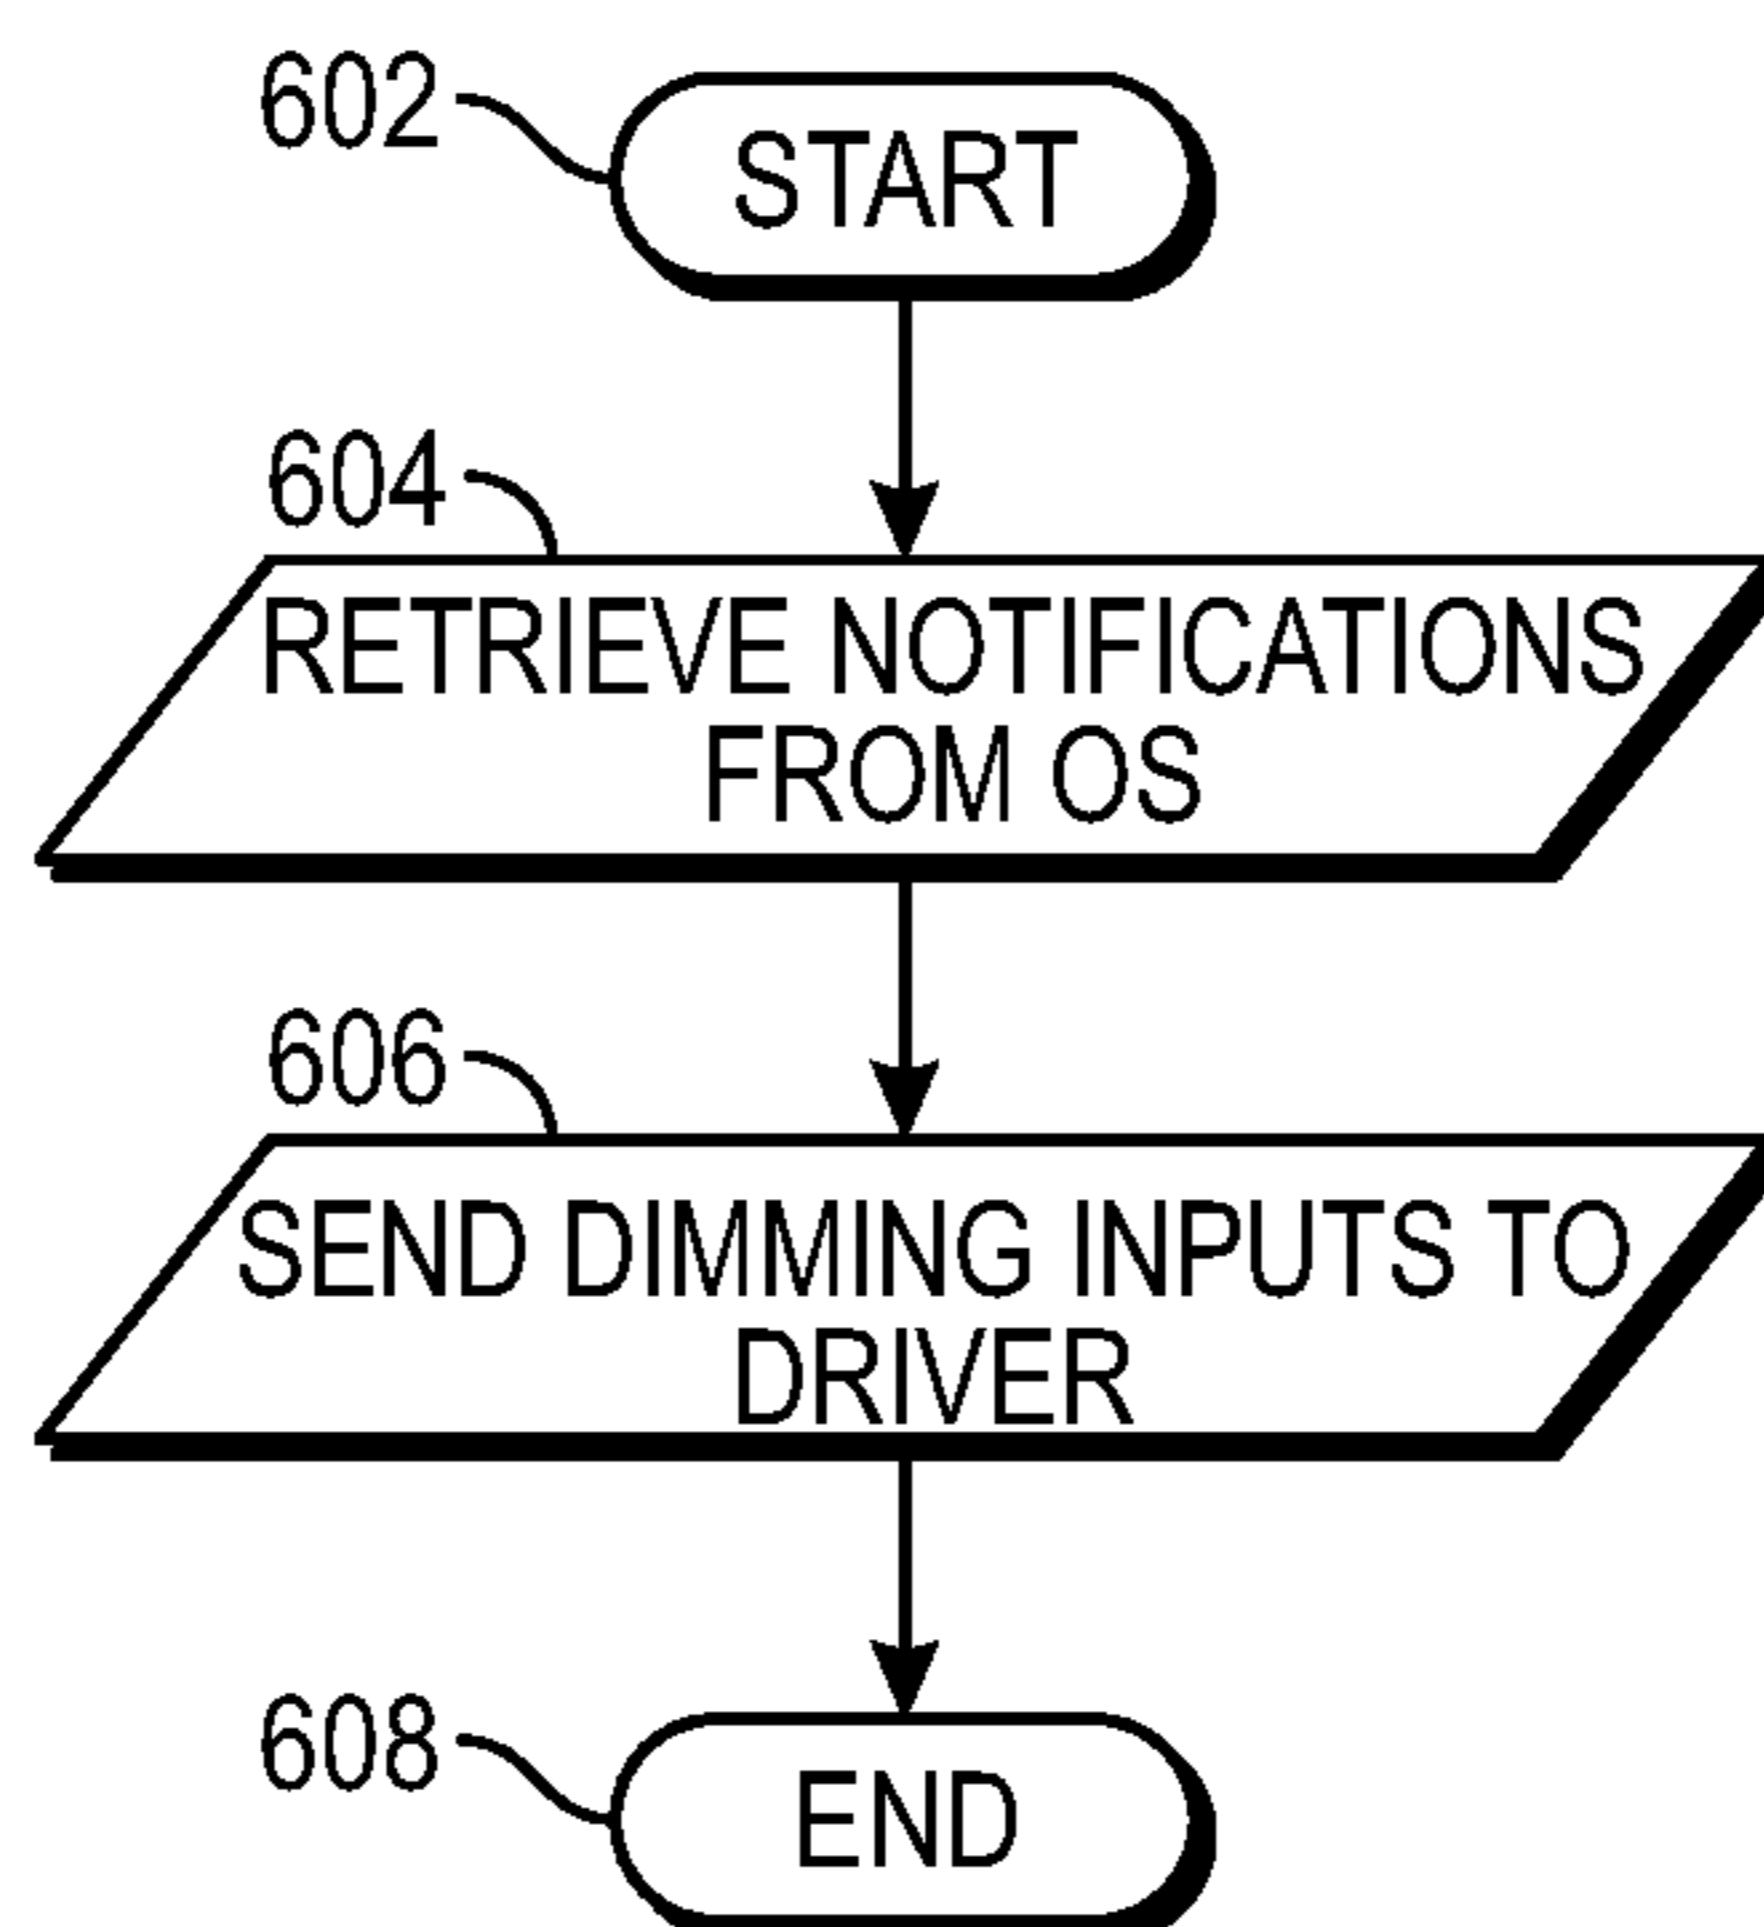 602
START
604
RETRIEVE NOTIFICATIONS
FROM OS
606
SEND DIMMING INPUTS TO
DRIVER
608
END